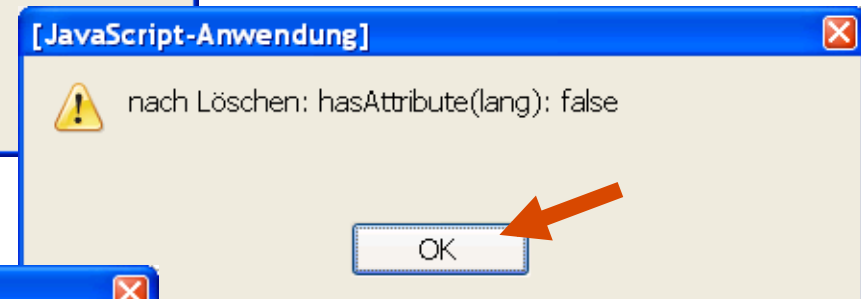 [JavaScript-Anwendung]
nach Löschen: hasAttribute(lang): false
OK